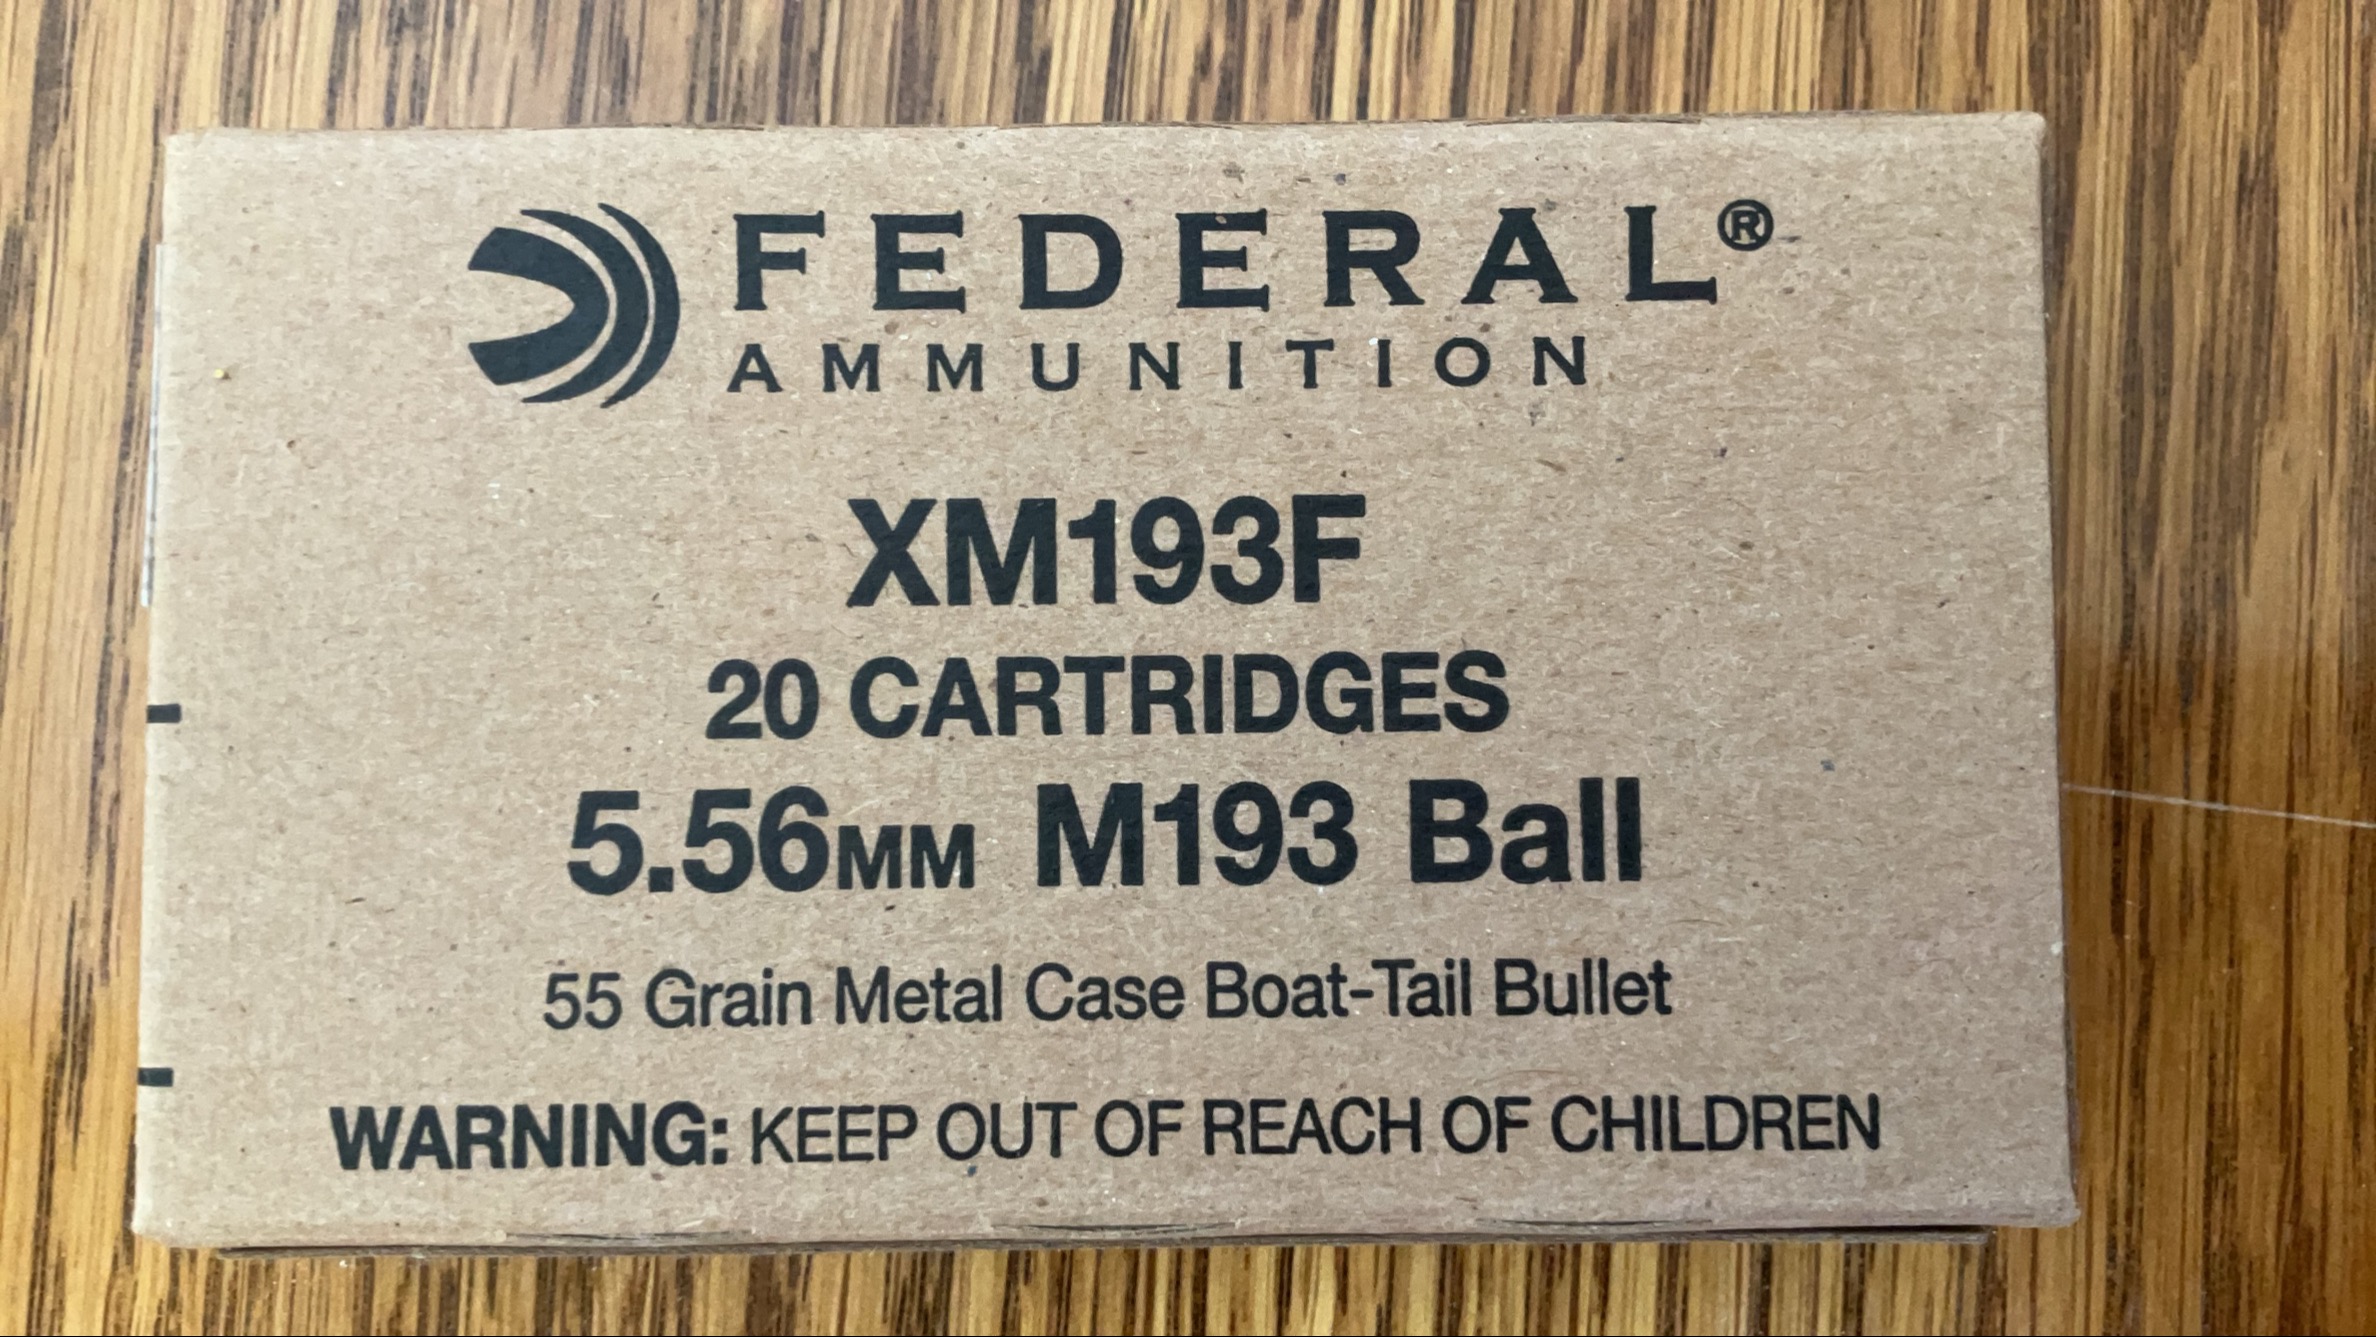 FEDERAL®
AMMUNITION
XM193F
20 CARTRIDGES
5.56MM M193 Ball
55 Grain Metal Case Boat-Tail Bullet
WARNING: KEEP OUT OF REACH OF CHILDREN